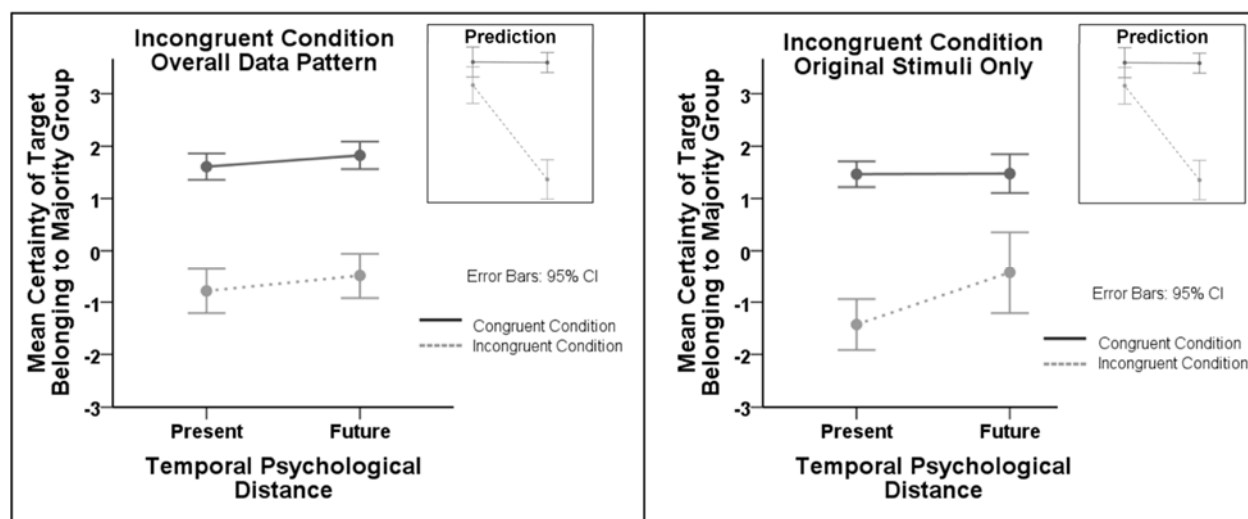 Incongruent Condition
Overall Data Pattern
Prediction
Mean Certainty of Target
Belonging to Majority Group
3
2
1
0
-1
-2
-3
Error Bars: 95% CI
Congruent Condition
Incongruent Condition
Present
Future
Temporal Psychological
Distance
Incongruent Condition
Original Stimuli Only
Prediction
Mean Certainty of Target
Belonging to Majority Group
3
2
1
0
-1
-2
-3
Error Bars: 95% CI
Congruent Condition
Incongruent Condition
Present
Future
Temporal Psychological
Distance